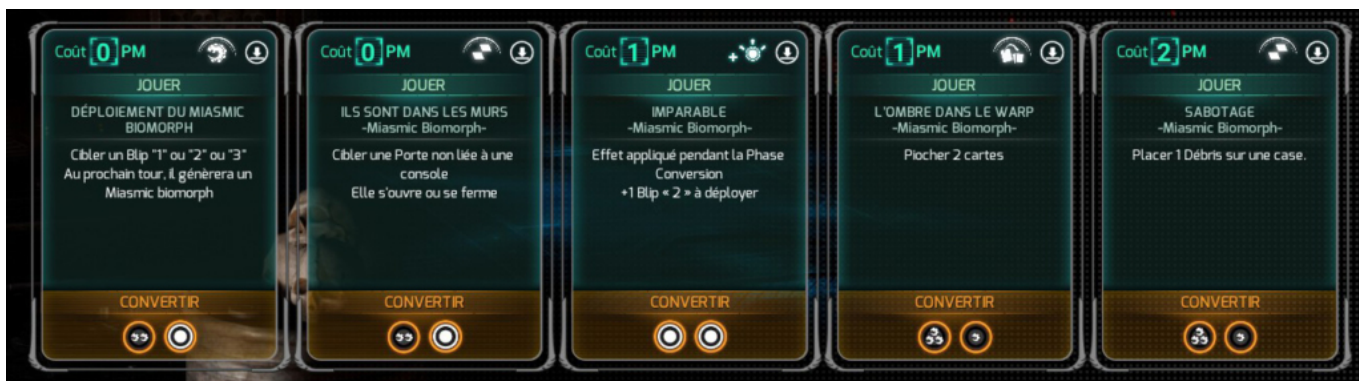 Coût 0 PM
JOUER
DÉPLOIEMENT DU MIASMIC
BIOMORPH
Cibler un Blip "1" ou "2" ou "3"
Au prochain tour, il génèrera un
Miasmic biomorph
CONVERTIR
Coût 0 PM
JOUER
ILS SONT DANS LES MURS
-Miasmic Biomorph-
Cibler une Porte non liée à une
console
Elle s'ouvre ou se ferme
CONVERTIR
Coût 1 PM
JOUER
IMPARABLE
-Miasmic Biomorph-
Effet appliqué pendant la Phase
Conversion
+1 Blip « 2 » à déployer
CONVERTIR
Coût 1 PM
JOUER
L'OMBRE DANS LE WARP
-Miasmic Biomorph-
Piocher 2 cartes
CONVERTIR
Coût 2 PM
JOUER
SABOTAGE
-Miasmic Biomorph-
Placer 1 Débris sur une case.
CONVERTIR